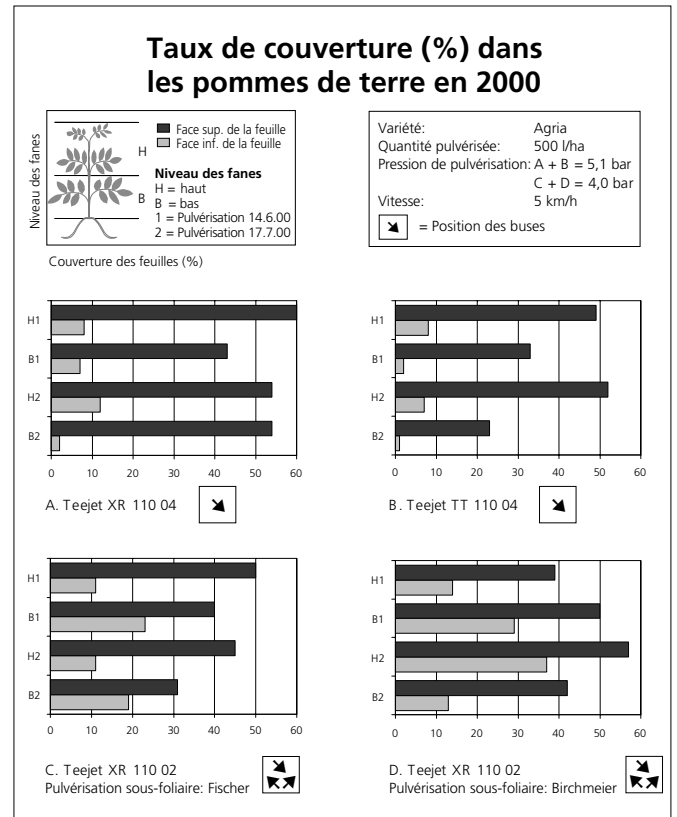 Taux de couverture (%) dans
les pommes de terre en 2000
Niveau des fanes
H
B
Face sup. de la feuille
Face inf. de la feuille
Niveau des fanes
H = haut
B = bas
1 = Pulvérisation 14.6.00
2 = Pulvérisation 17.7.00
Variété: Agria
Quantité pulvérisée: 500 l/ha
Pression de pulvérisation: A + B = 5,1 bar
C + D = 4,0 bar
Vitesse: 5 km/h
= Position des buses
Couverture des feuilles (%)
H1
B1
H2
B2
0 10 20 30 40 50 60
A. Teejet XR 110 04
H1
B1
H2
B2
0 10 20 30 40 50 60
B. Teejet TT 110 04
H1
B1
H2
B2
0 10 20 30 40 50 60
C. Teejet XR 110 02
Pulvérisation sous-foliaire: Fischer
H1
B1
H2
B2
0 10 20 30 40 50 60
D. Teejet XR 110 02
Pulvérisation sous-foliaire: Birchmeier